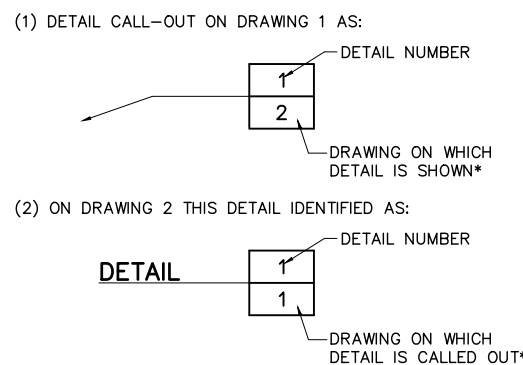 (1) DETAIL CALL-OUT ON DRAWING 1 AS:
DETAIL NUMBER
1
2
DRAWING ON WHICH
DETAIL IS SHOWN*
(2) ON DRAWING 2 THIS DETAIL IDENTIFIED AS:
DETAIL NUMBER
DETAIL
1
1
DRAWING ON WHICH
DETAIL IS CALLED OUT*